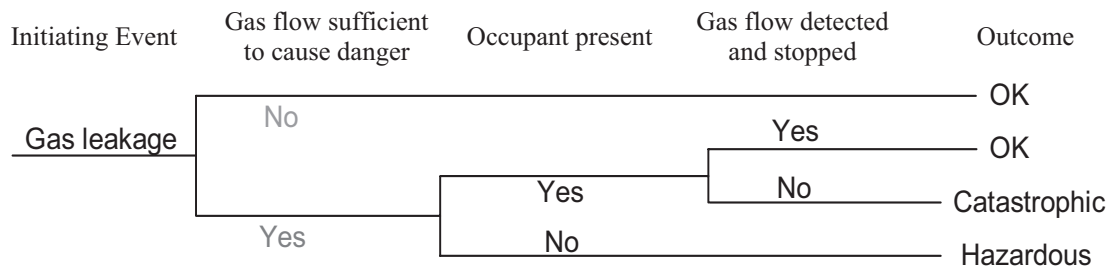 Initiating Event
Gas flow sufficient
to cause danger
Occupant present
Gas flow detected
and stopped
Outcome
No
OK
Gas leakage
Yes
OK
Yes
No
Catastrophic
Yes
No
Hazardous